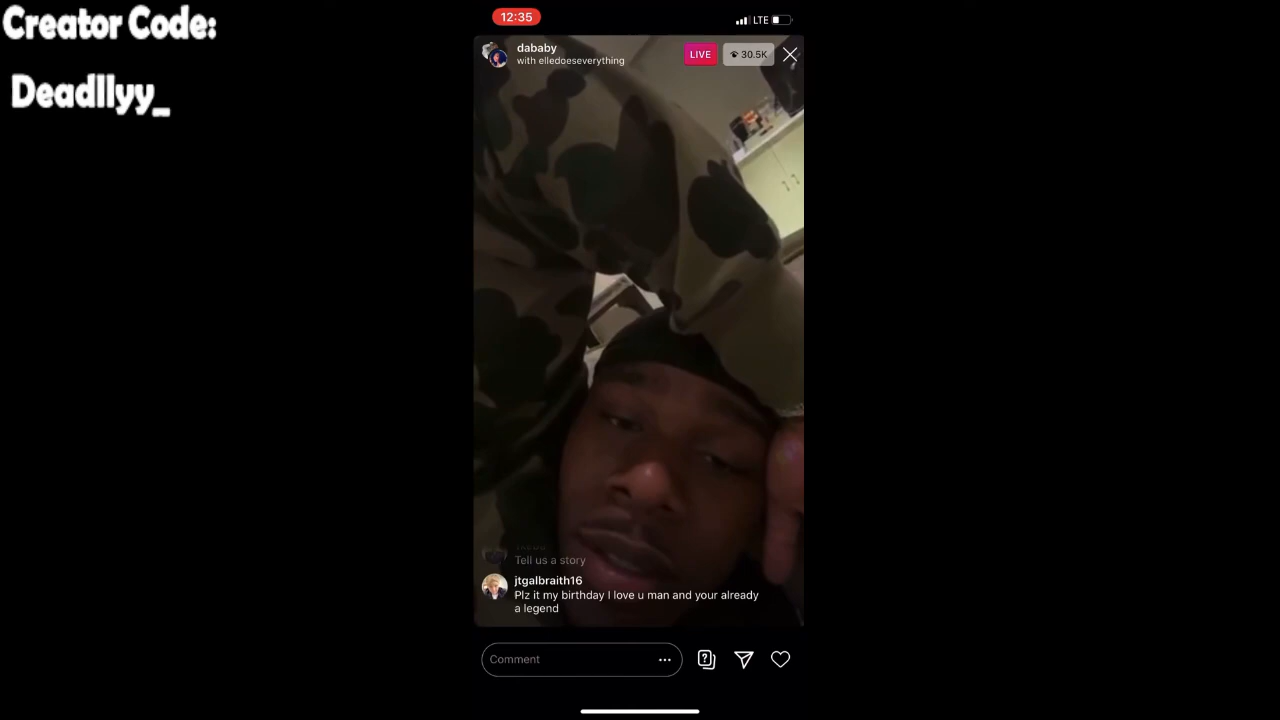 Creator Code:
Deadllyy_
12:35
LTE
dababy
with elledoeseverything
LIVE
30.5K
Tell us a story
jtgalbraith16
Plz it my birthday I love u man and your already
a legend
Comment